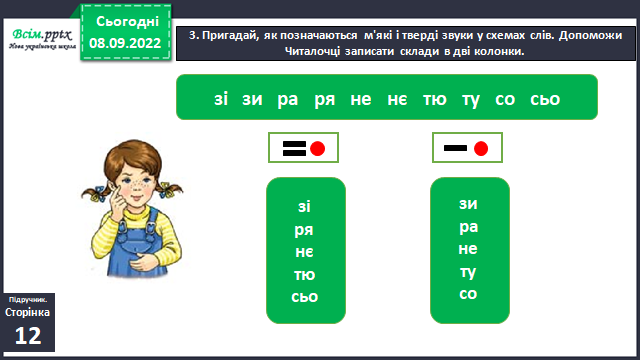 Всім.pptx
Нова українська школа
Сьогодні
08.09.2022
3. Пригадай, як позначаються м'які і тверді звуки у схемах слів. Допоможи
Читалочці записати склади в дві колонки.
зі зи ра ря не нє тю ту со сьо
зі
ря
нє
тю
сьо
зи
ра
не
ту
со
Підручник.
Сторінка
12